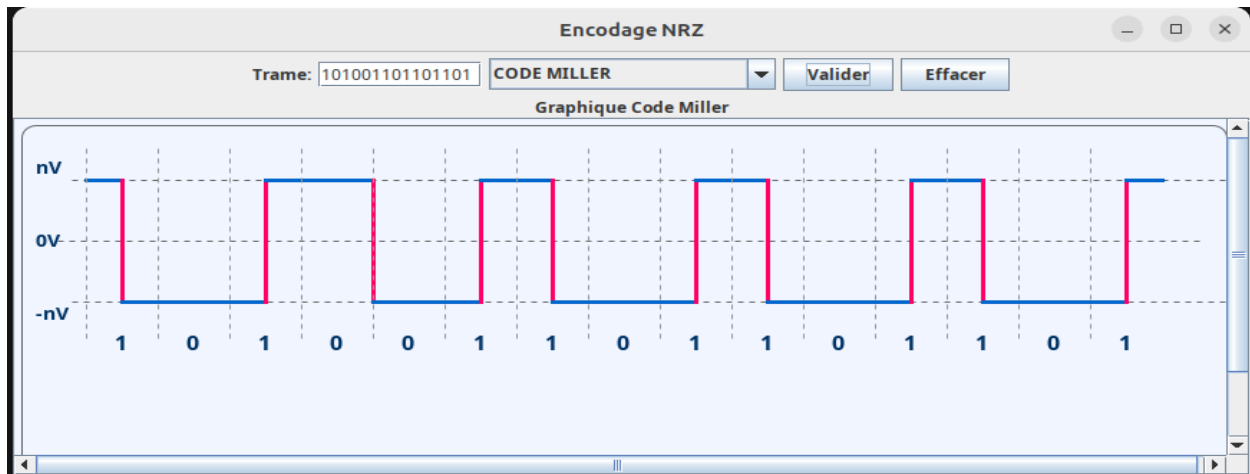 Encodage NRZ
Trame: 101001101101101 CODE MILLER Valider Effacer
Graphique Code Miller
nV
0V
-nV
1 0 1 0 0 1 1 0 1 1 0 1 1 0 1